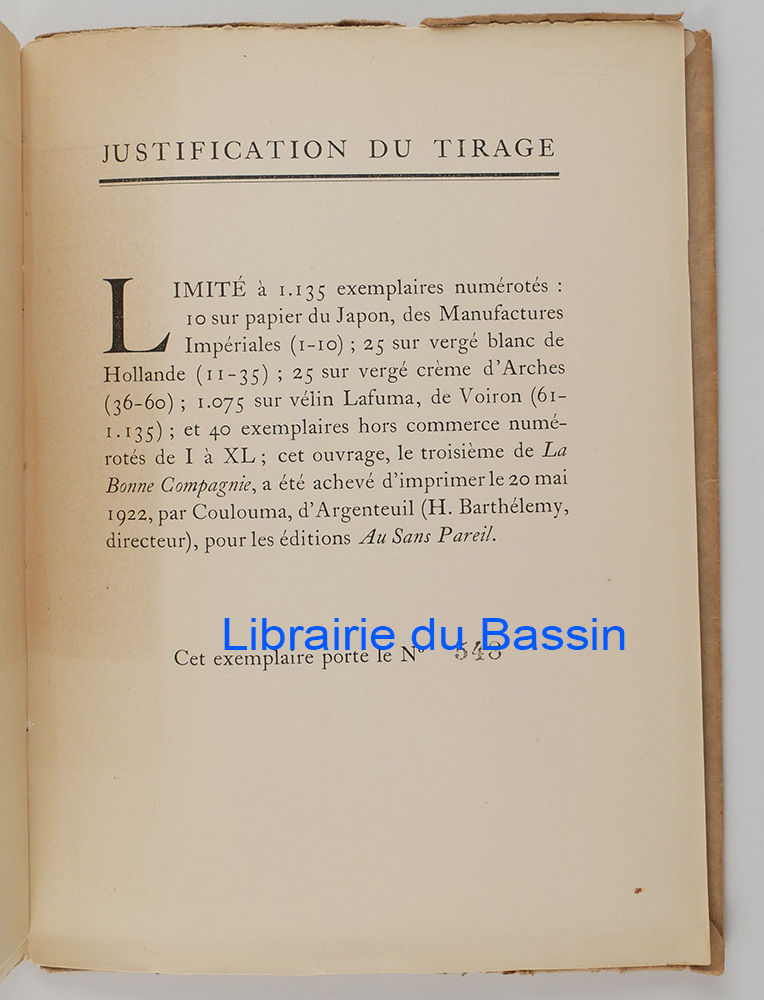 JUSTIFICATION DU TIRAGE
LIMITÉ à 1.135 exemplaires numérotés :
10 sur papier du Japon, des Manufactures
Impériales (1-10) ; 25 sur vergé blanc de
Hollande (11-35) ; 25 sur vergé crème d'Arches
(36-60) ; 1.075 sur vélin Lafuma, de Voiron (61-
1.135) ; et 40 exemplaires hors commerce numé-
rotés de I à XL ; cet ouvrage, le troisième de La
Bonne Compagnie, a été achevé d'imprimer le 20 mai
1922, par Coulouma, d'Argenteuil (H. Barthélemy,
directeur), pour les éditions Au Sans Pareil.
Librairie du Bassin
Cet exemplaire porte le N° 548